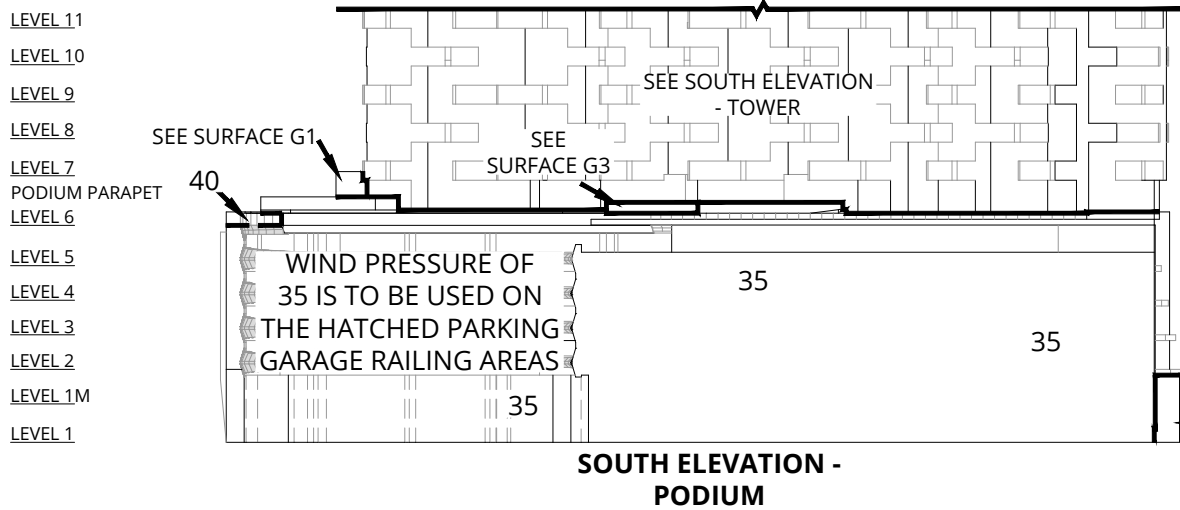 LEVEL 11
LEVEL 10
LEVEL 9
LEVEL 8
LEVEL 7
PODIUM PARAPET
LEVEL 6
LEVEL 5
LEVEL 4
LEVEL 3
LEVEL 2
LEVEL 1M
LEVEL 1
SEE SOUTH ELEVATION
- TOWER
SEE SURFACE G1
SEE
SURFACE G3
40
WIND PRESSURE OF
35 IS TO BE USED ON
THE HATCHED PARKING
GARAGE RAILING AREAS
35
35
35
SOUTH ELEVATION -
PODIUM